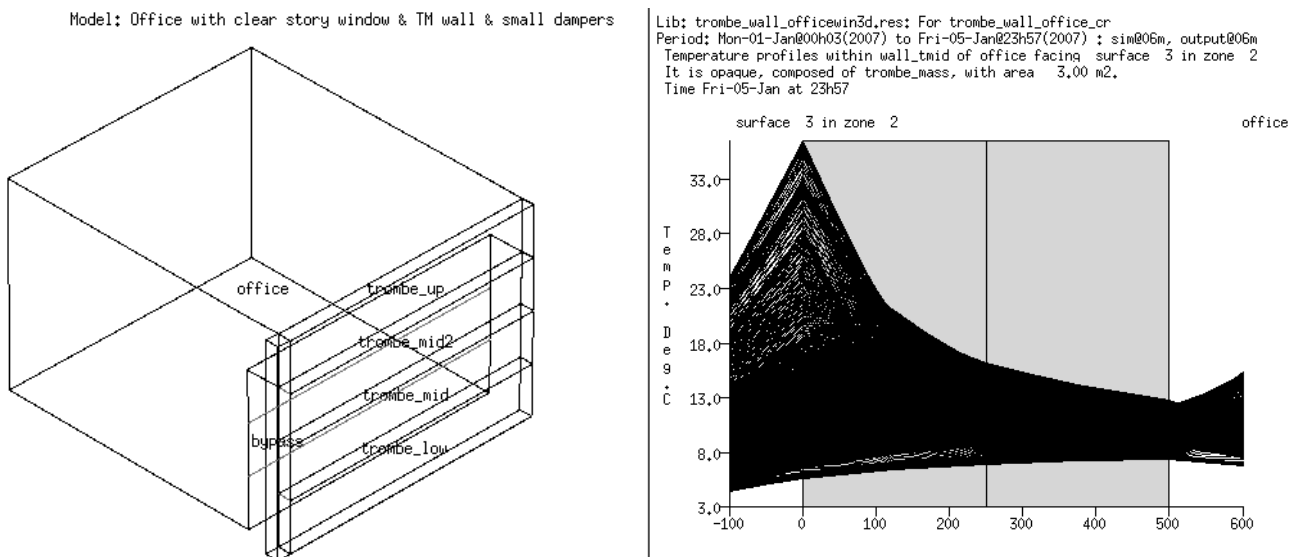 Model: Office with clear story window & TM wall & small dampers
office
trombe_up
trombe_mid2
trombe_mid
bypass
trombe_low
Lib: trombe_wall_officewin3d.res: For trombe_wall_office_cr
Period: Mon-01-Jan@00h03(2007) to Fri-05-Jan@23h57(2007) : sim@06m, output@06m
Temperature profiles within wall_tmid of office facing surface 3 in zone 2
It is opaque, composed of trombe_mass, with area 3.00 m2.
Time Fri-05-Jan at 23h57
surface 3 in zone 2
office
Temp. Deg.C
33.0
28.0
23.0
18.0
13.0
8.0
3.0
-100 0 100 200 300 400 500 600